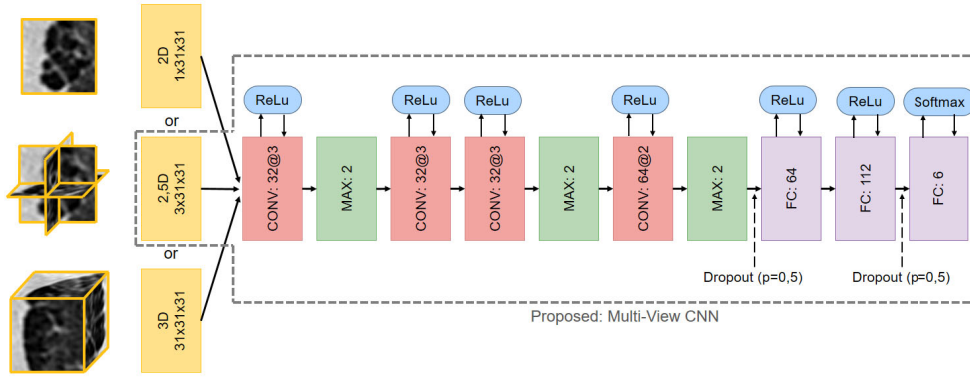 2D
1x31x31
or
2,5D
3x31x31
or
3D
31x31x31
ReLu
ReLu
ReLu
ReLu
ReLu
ReLu
Softmax
CONV: 32@3
MAX: 2
CONV: 32@3
CONV: 32@3
MAX: 2
CONV: 64@2
MAX: 2
FC: 64
FC: 112
FC: 6
Dropout (p=0,5)
Dropout (p=0,5)
Proposed: Multi-View CNN